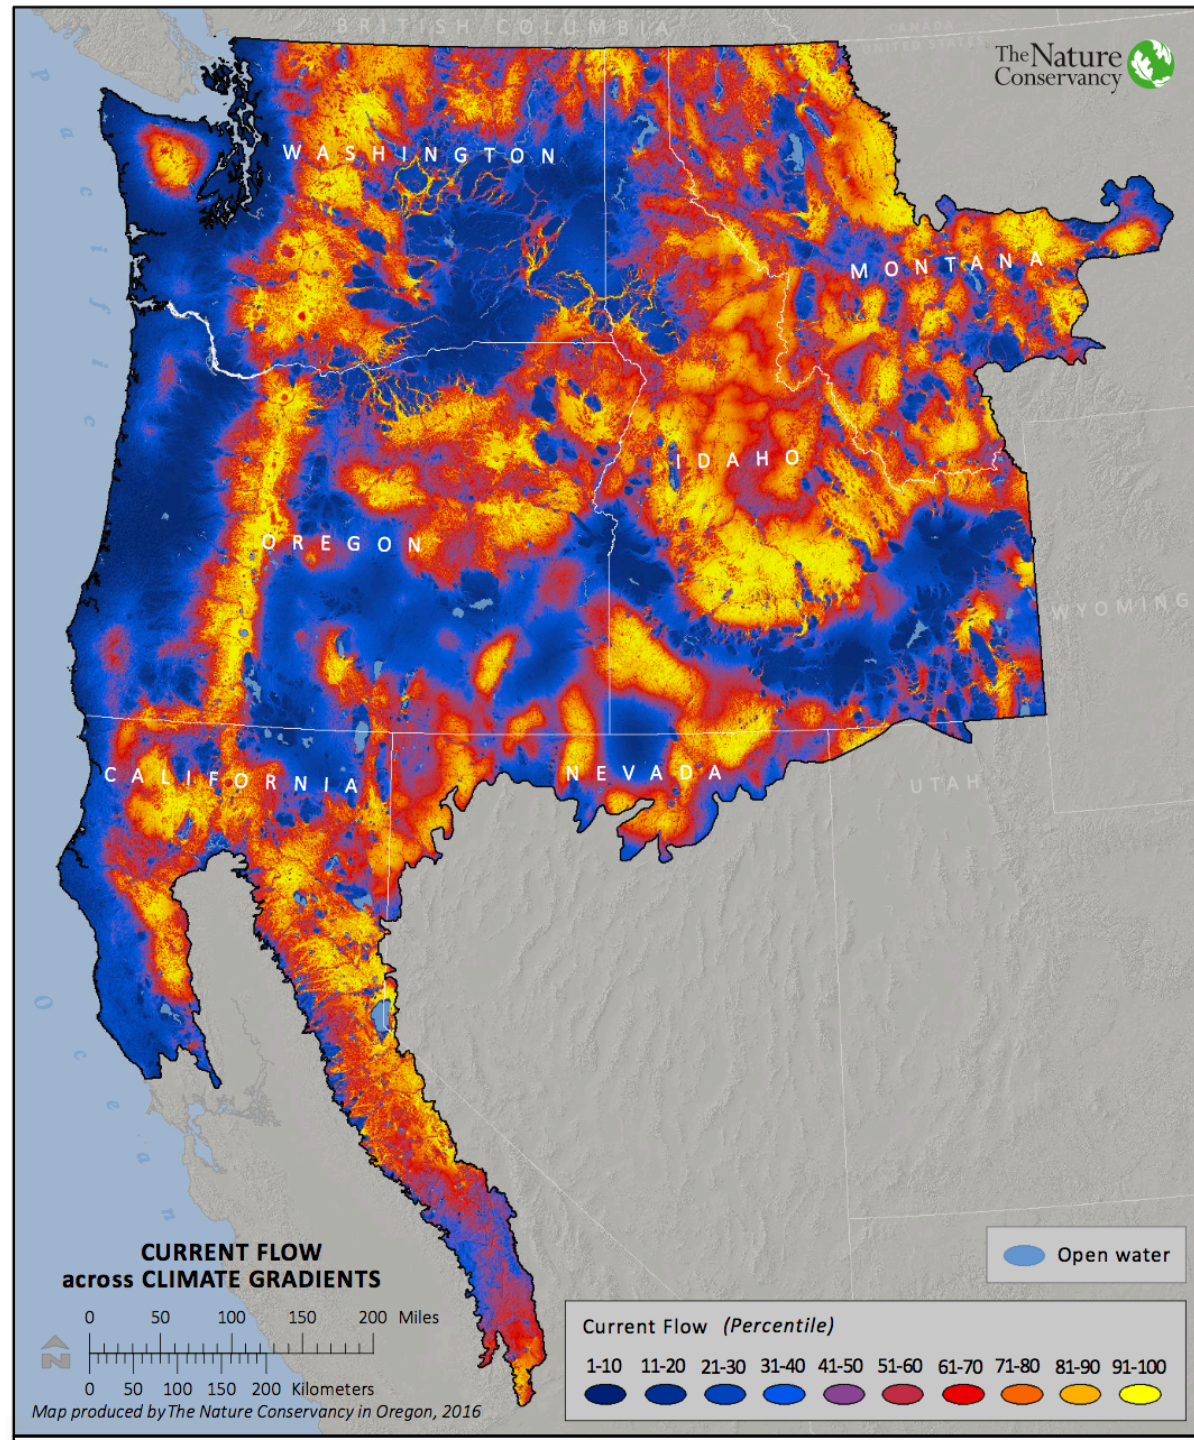 BRITISH COLUMBIA
CANADA
UNITED STATES
The Nature
Conservancy
Pacific
WASHINGTON
MONTANA
IDAHO
OREGON
WYOMING
CALIFORNIA
NEVADA
UTAH
Ocean
CURRENT FLOW
across CLIMATE GRADIENTS
0 50 100 150 200 Miles
N
0 50 100 150 200 Kilometers
Map produced by The Nature Conservancy in Oregon, 2016
Open water
Current Flow (Percentile)
1-10 11-20 21-30 31-40 41-50 51-60 61-70 71-80 81-90 91-100